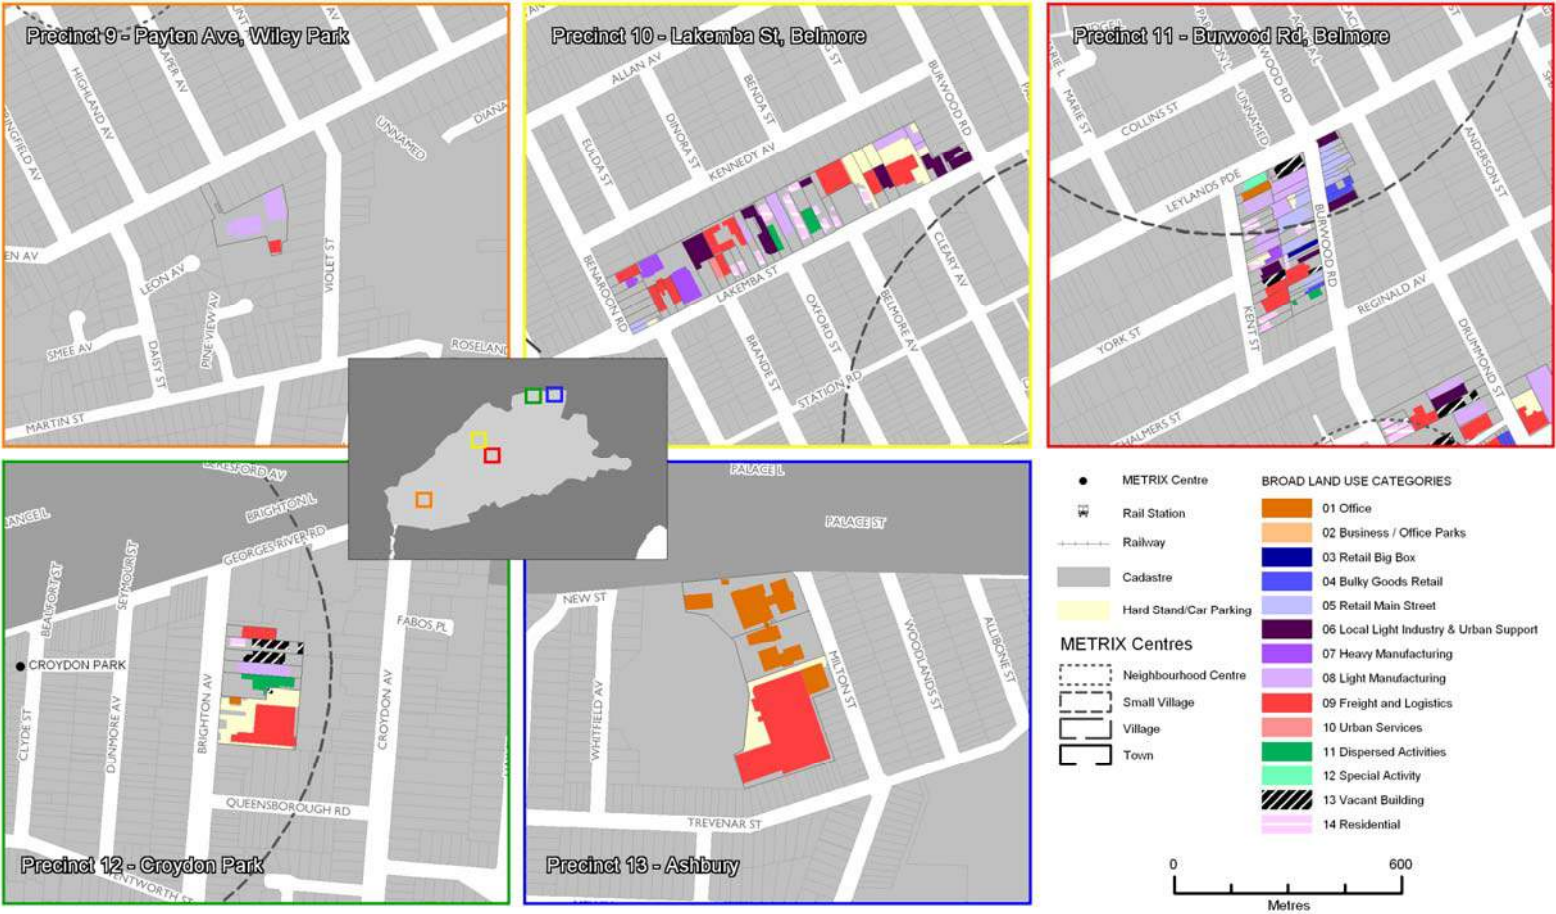 Precinct 9 - Payten Ave, Wiley Park
HIGHLAND AV
UNNAMED
DIANA
EN AV
LEON AV
VIOLET ST
SMEE AV
DAISY ST
PINE VIEW AV
ROSELAN
MARTIN ST
Precinct 10 - Lakemba St, Belmore
ALLAN AV
BENDA ST
BURWOOD RD
EULDA ST
DINORA ST
KENNEDY AV
BENAROON RD
LAKEMBA ST
CLEARY AV
OXFORD ST
BELMORE AV
BRANDE ST
STATION RD
Precinct 11 - Burwood Rd, Belmore
MARIE ST
COLLINS ST
UNNAMED
ANDERSON ST
LEYLANDS PDE
BURWOOD RD
KENT ST
REGINALD AV
YORK ST
DRUMMOND ST
CHALMERS ST
BERESFORD AV
BRIGHTON L
GEORGES RIVER RD
BEAUFORT ST
SEYMOUR ST
FABOS PL
CROYDON PARK
CLYDE ST
DUNMORE AV
BRIGHTON AV
CROYDON AV
QUEENSBOROUGH RD
Precinct 12 - Croydon Park
ENTWORTH ST
PALACE L
PALACE ST
NEW ST
WHITFIELD AV
MILTON ST
WOODLANDS ST
ALLIBONE ST
TREVENAR ST
Precinct 13 - Ashbury
METRIX Centre
Rail Station
Railway
Cadastre
Hard Stand/Car Parking
METRIX Centres
Neighbourhood Centre
Small Village
Village
Town
BROAD LAND USE CATEGORIES
01 Office
02 Business / Office Parks
03 Retail Big Box
04 Bulky Goods Retail
05 Retail Main Street
06 Local Light Industry & Urban Support
07 Heavy Manufacturing
08 Light Manufacturing
09 Freight and Logistics
10 Urban Services
11 Dispersed Activities
12 Special Activity
13 Vacant Building
14 Residential
0 600
Metres